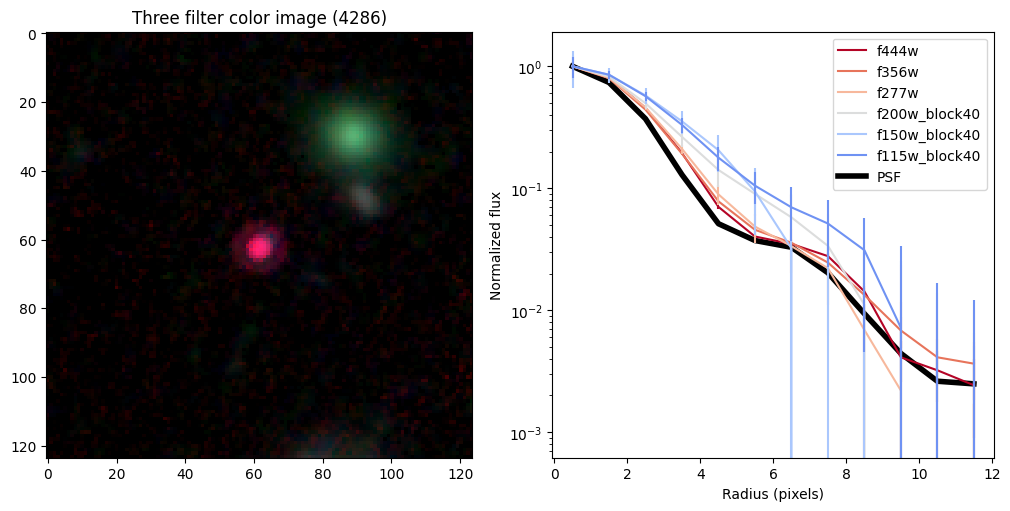 Three filter color image (4286)
0
20
40
60
80
100
120
0 20 40 60 80 100 120
Normalized flux
10⁰
10⁻¹
10⁻²
10⁻³
0 2 4 6 8 10 12
Radius (pixels)
f444w
f356w
f277w
f200w_block40
f150w_block40
f115w_block40
PSF